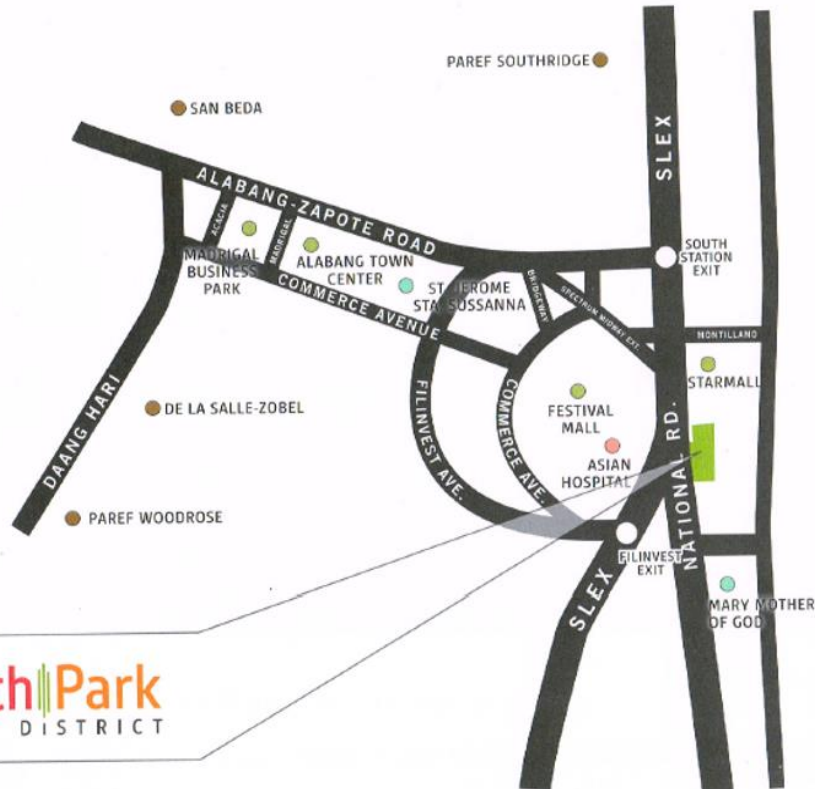 PAREF SOUTHRIDGE
SLEX
SAN BEDA
ALABANG-ZAPOTE ROAD
ACACIA
MADRIGAL
MADRIGAL
BUSINESS
PARK
ALABANG TOWN
CENTER
ST. JEROME
STA. SUSSANNA
SOUTH
STATION
EXIT
BRIDGEWAY
SPECTRUM MIDWAY EXT.
COMMERCE AVENUE
MONTILLANO
STARMALL
DAANG HARI
DE LA SALLE-ZOBEL
FILINVEST AVE.
COMMERCE AVE.
FESTIVAL
MALL
ASIAN
HOSPITAL
NATIONAL RD.
PAREF WOODROSE
FILINVEST
EXIT
SLEX
MARY MOTHER
OF GOD
th Park
DISTRICT